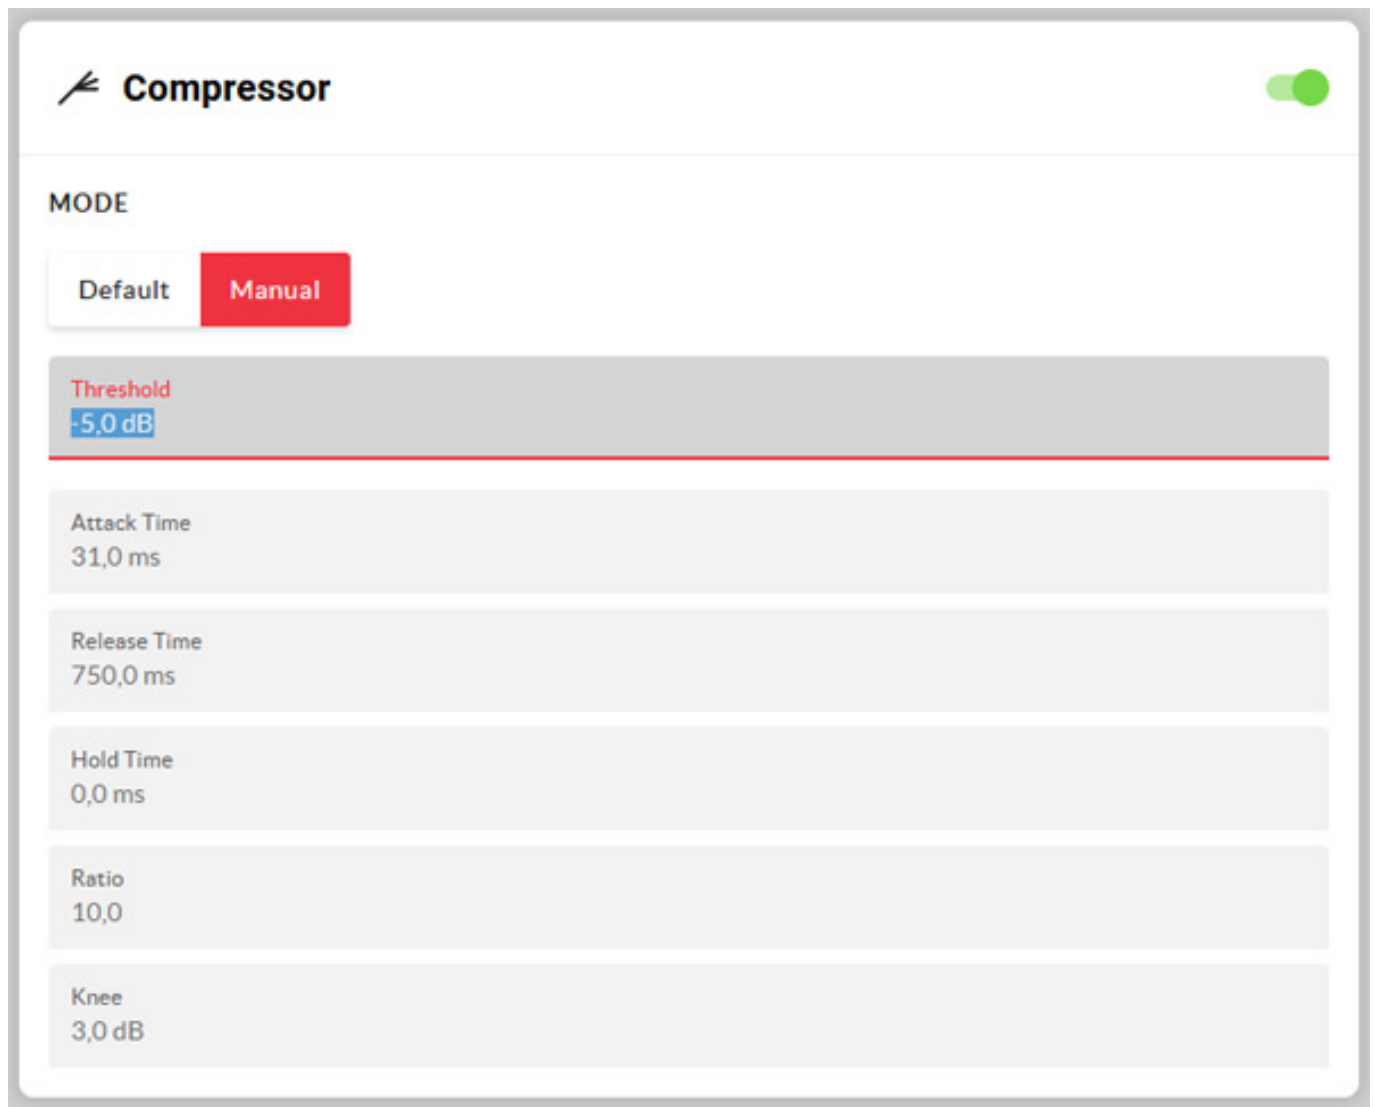 Compressor
MODE
Default Manual
Threshold
-5,0 dB
Attack Time
31,0 ms
Release Time
750,0 ms
Hold Time
0,0 ms
Ratio
10,0
Knee
3,0 dB